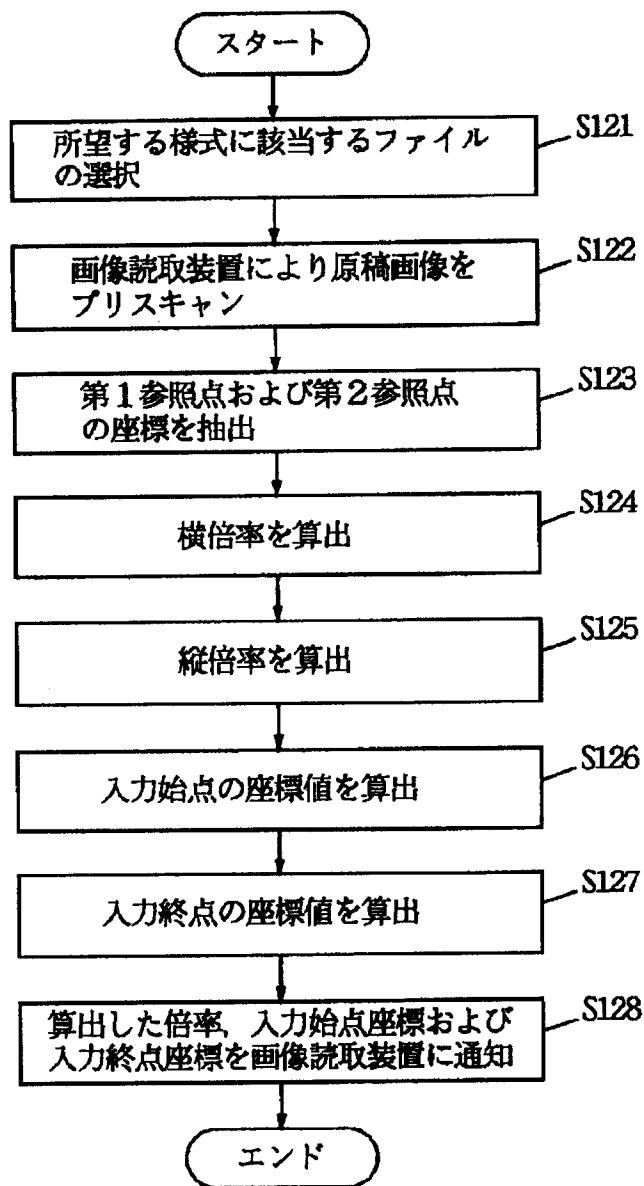 スタート
所望する様式に該当するファイル
の選択
S121
画像読取装置により原稿画像を
プリスキャン
S122
第1参照点および第2参照点
の座標を抽出
S123
横倍率を算出
S124
縦倍率を算出
S125
入力始点の座標値を算出
S126
入力終点の座標値を算出
S127
算出した倍率、入力始点座標および
入力終点座標を画像読取装置に通知
S128
エンド